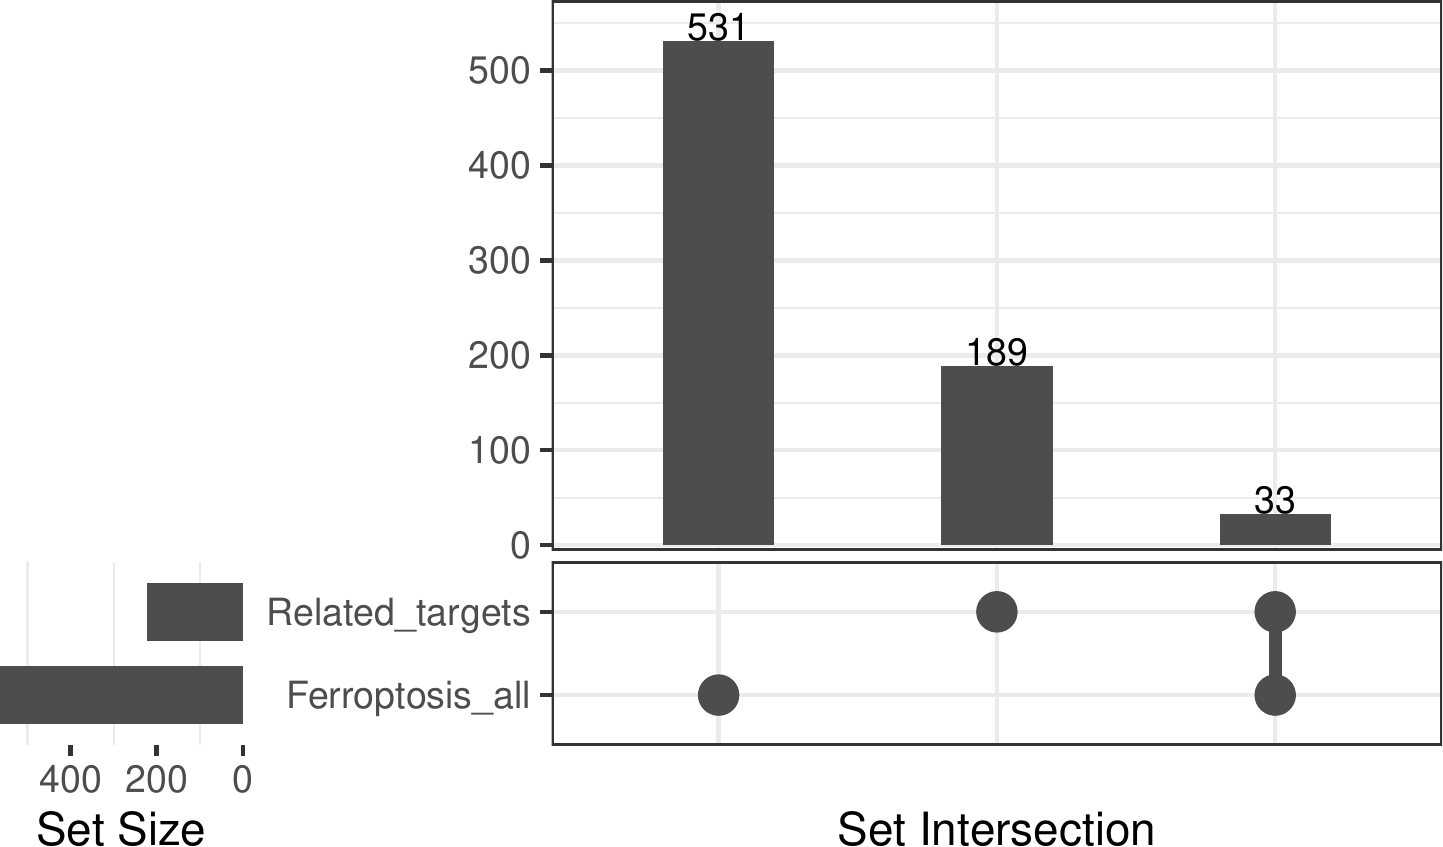 531
500
400
300
200
189
100
33
0
Related_targets
Ferroptosis_all
400 200 0
Set Size
Set Intersection